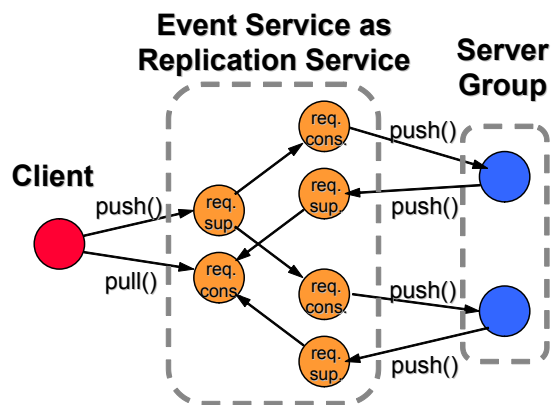 Event Service as
Replication Service
Server
Group
Client
req.
cons.
push()
req.
sup.
push()
push()
req.
sup.
req.
cons.
pull()
req.
cons.
push()
req.
sup.
push()